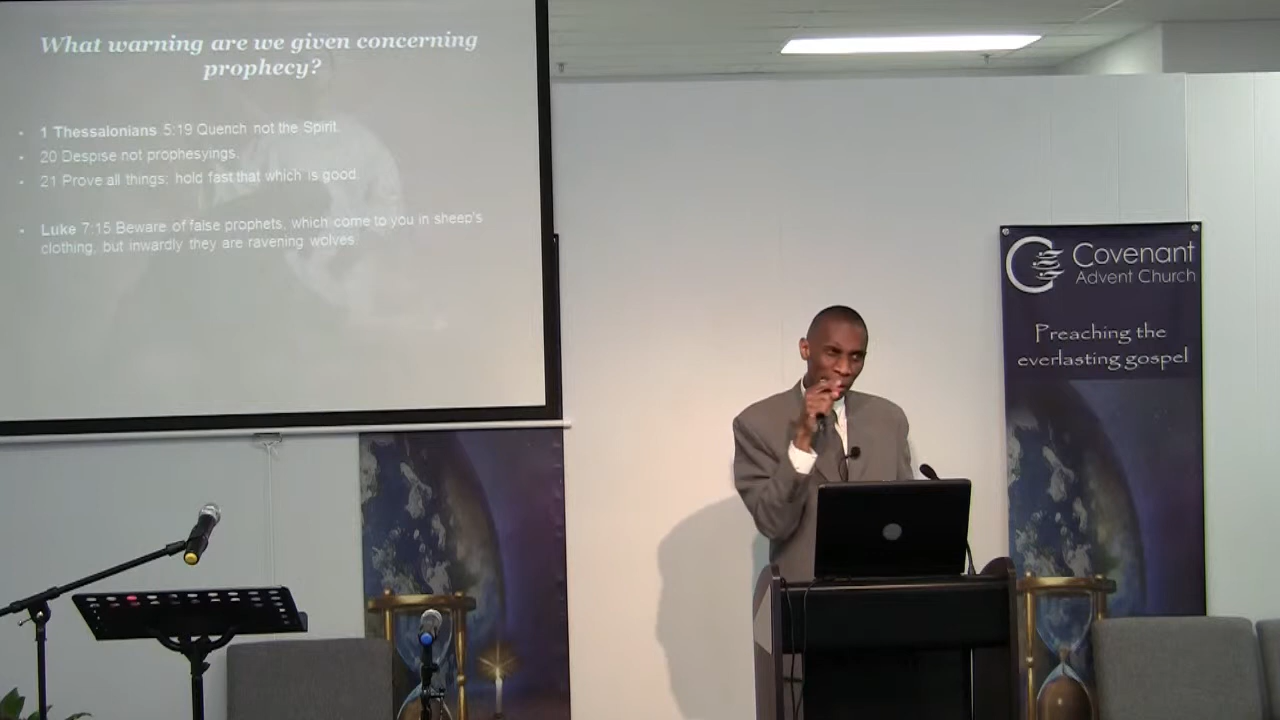 What warning are we given concerning
prophecy?
• 1 Thessalonians 5:19 Quench not the Spirit.
• 20 Despise not prophesyings.
• 21 Prove all things; hold fast that which is good.
• Luke 7:15 Beware of false prophets, which come to you in sheep's
clothing, but inwardly they are ravening wolves
Covenant
Advent Church
Preaching the
everlasting gospel